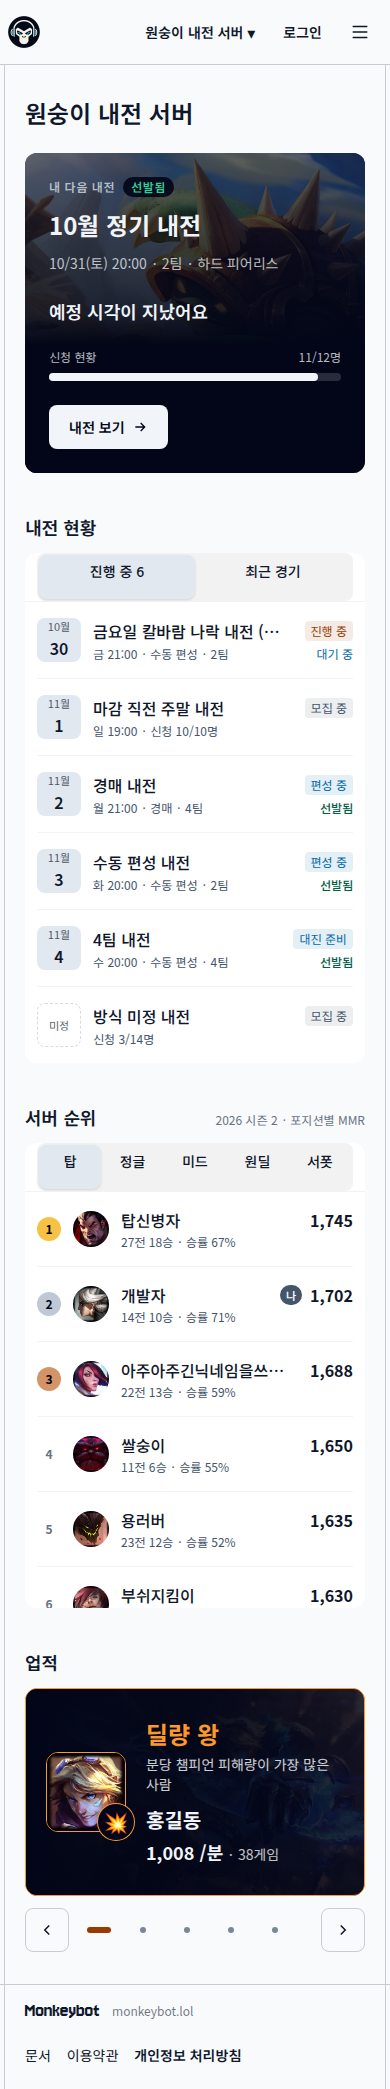 원숭이 내전 서버 ▾
로그인
원숭이 내전 서버
내 다음 내전 선발됨
10월 정기 내전
10/31(토) 20:00 · 2팀 · 하드 피어리스
예정 시각이 지났어요
신청 현황 11/12명
내전 보기 →
내전 현황
진행 중 6 최근 경기
10월
30
금요일 칼바람 나락 내전 (⋯ 진행 중
금 21:00 · 수동 편성 · 2팀 대기 중
11월
1
마감 직전 주말 내전 모집 중
일 19:00 · 신청 10/10명
11월
2
경매 내전 편성 중
월 21:00 · 경매 · 4팀 선발됨
11월
3
수동 편성 내전 편성 중
화 20:00 · 수동 편성 · 2팀 선발됨
11월
4
4팀 내전 대진 준비
수 20:00 · 수동 편성 · 4팀 선발됨
미정
방식 미정 내전 모집 중
신청 3/14명
서버 순위 2026 시즌 2 · 포지션별 MMR
탑 정글 미드 원딜 서폿
1 탑신병자 1,745
27전 18승 · 승률 67%
2 개발자 나 1,702
14전 10승 · 승률 71%
3 아주아주긴닉네임을쓰⋯ 1,688
22전 13승 · 승률 59%
4 쌀숭이 1,650
11전 6승 · 승률 55%
5 용러버 1,635
23전 12승 · 승률 52%
6 부쉬지킴이 1,630
업적
딜량 왕
분당 챔피언 피해량이 가장 많은
사람
홍길동
1,008 /분 · 38게임
Monkeybot monkeybot.lol
문서 이용약관 개인정보 처리방침